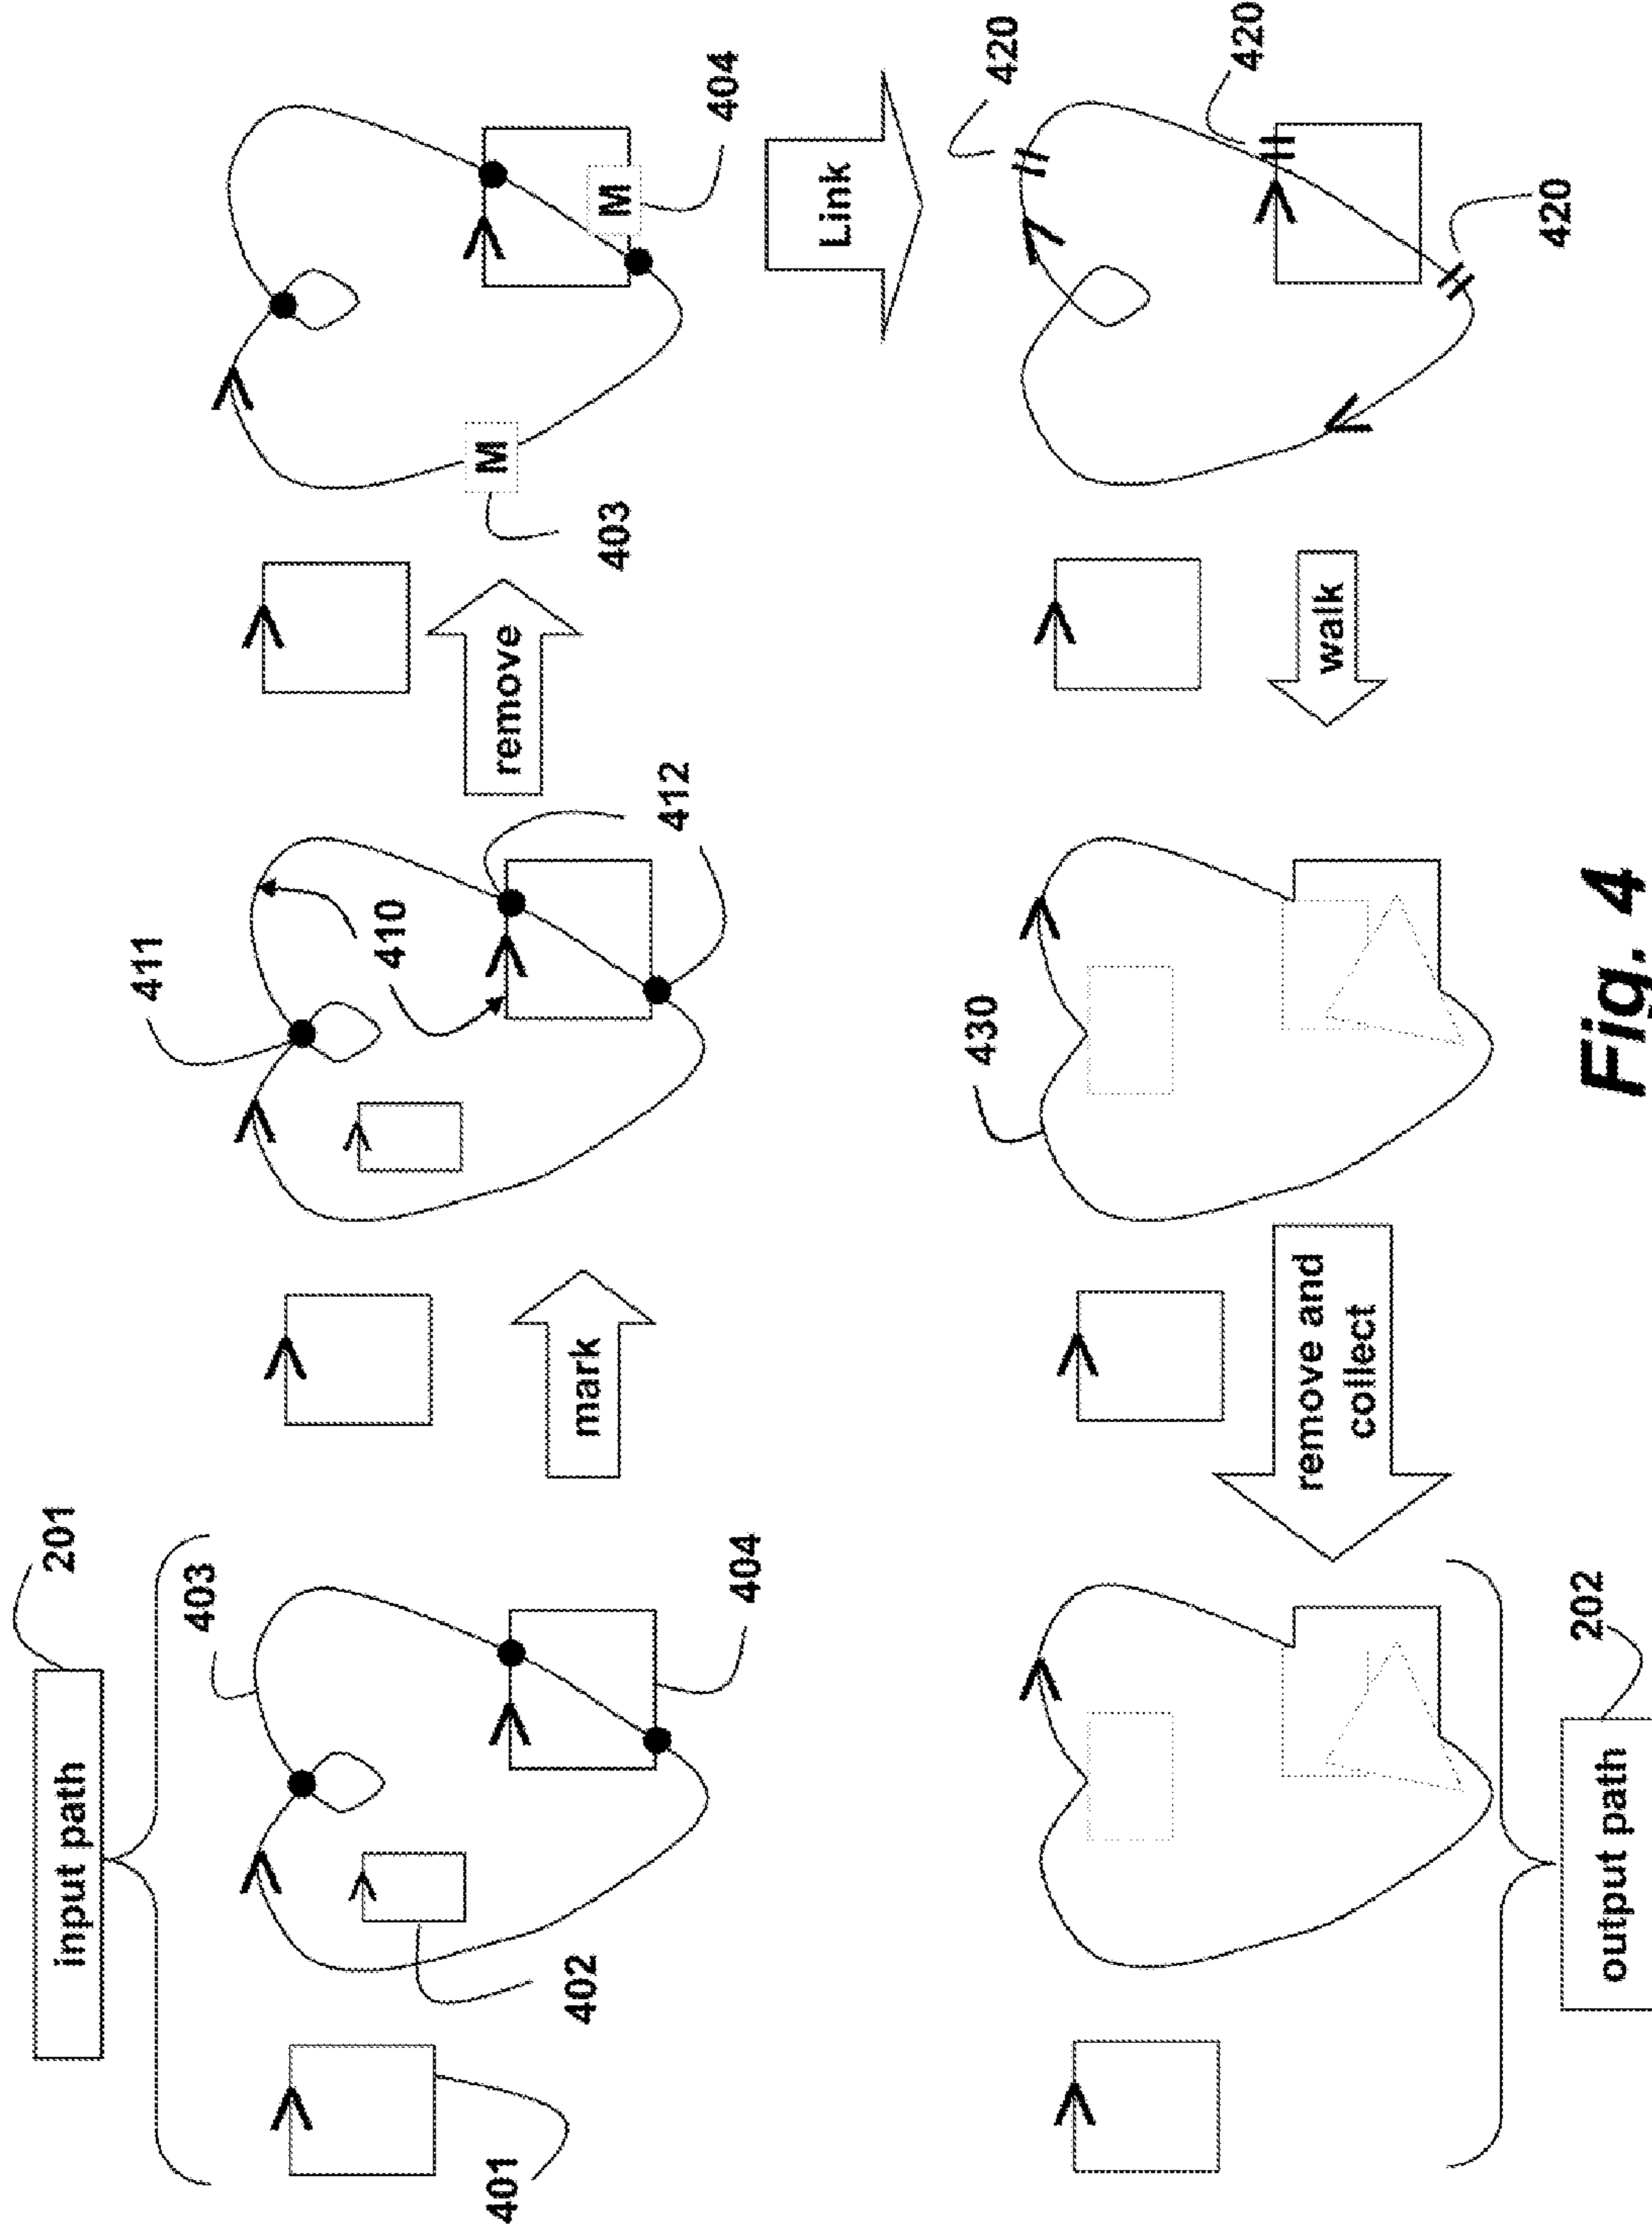 input path
201
403
401
402
404
mark
411
410
412
remove
403
M
M
404
Link
420
420
420
walk
430
remove and
collect
output path
202
Fig. 4